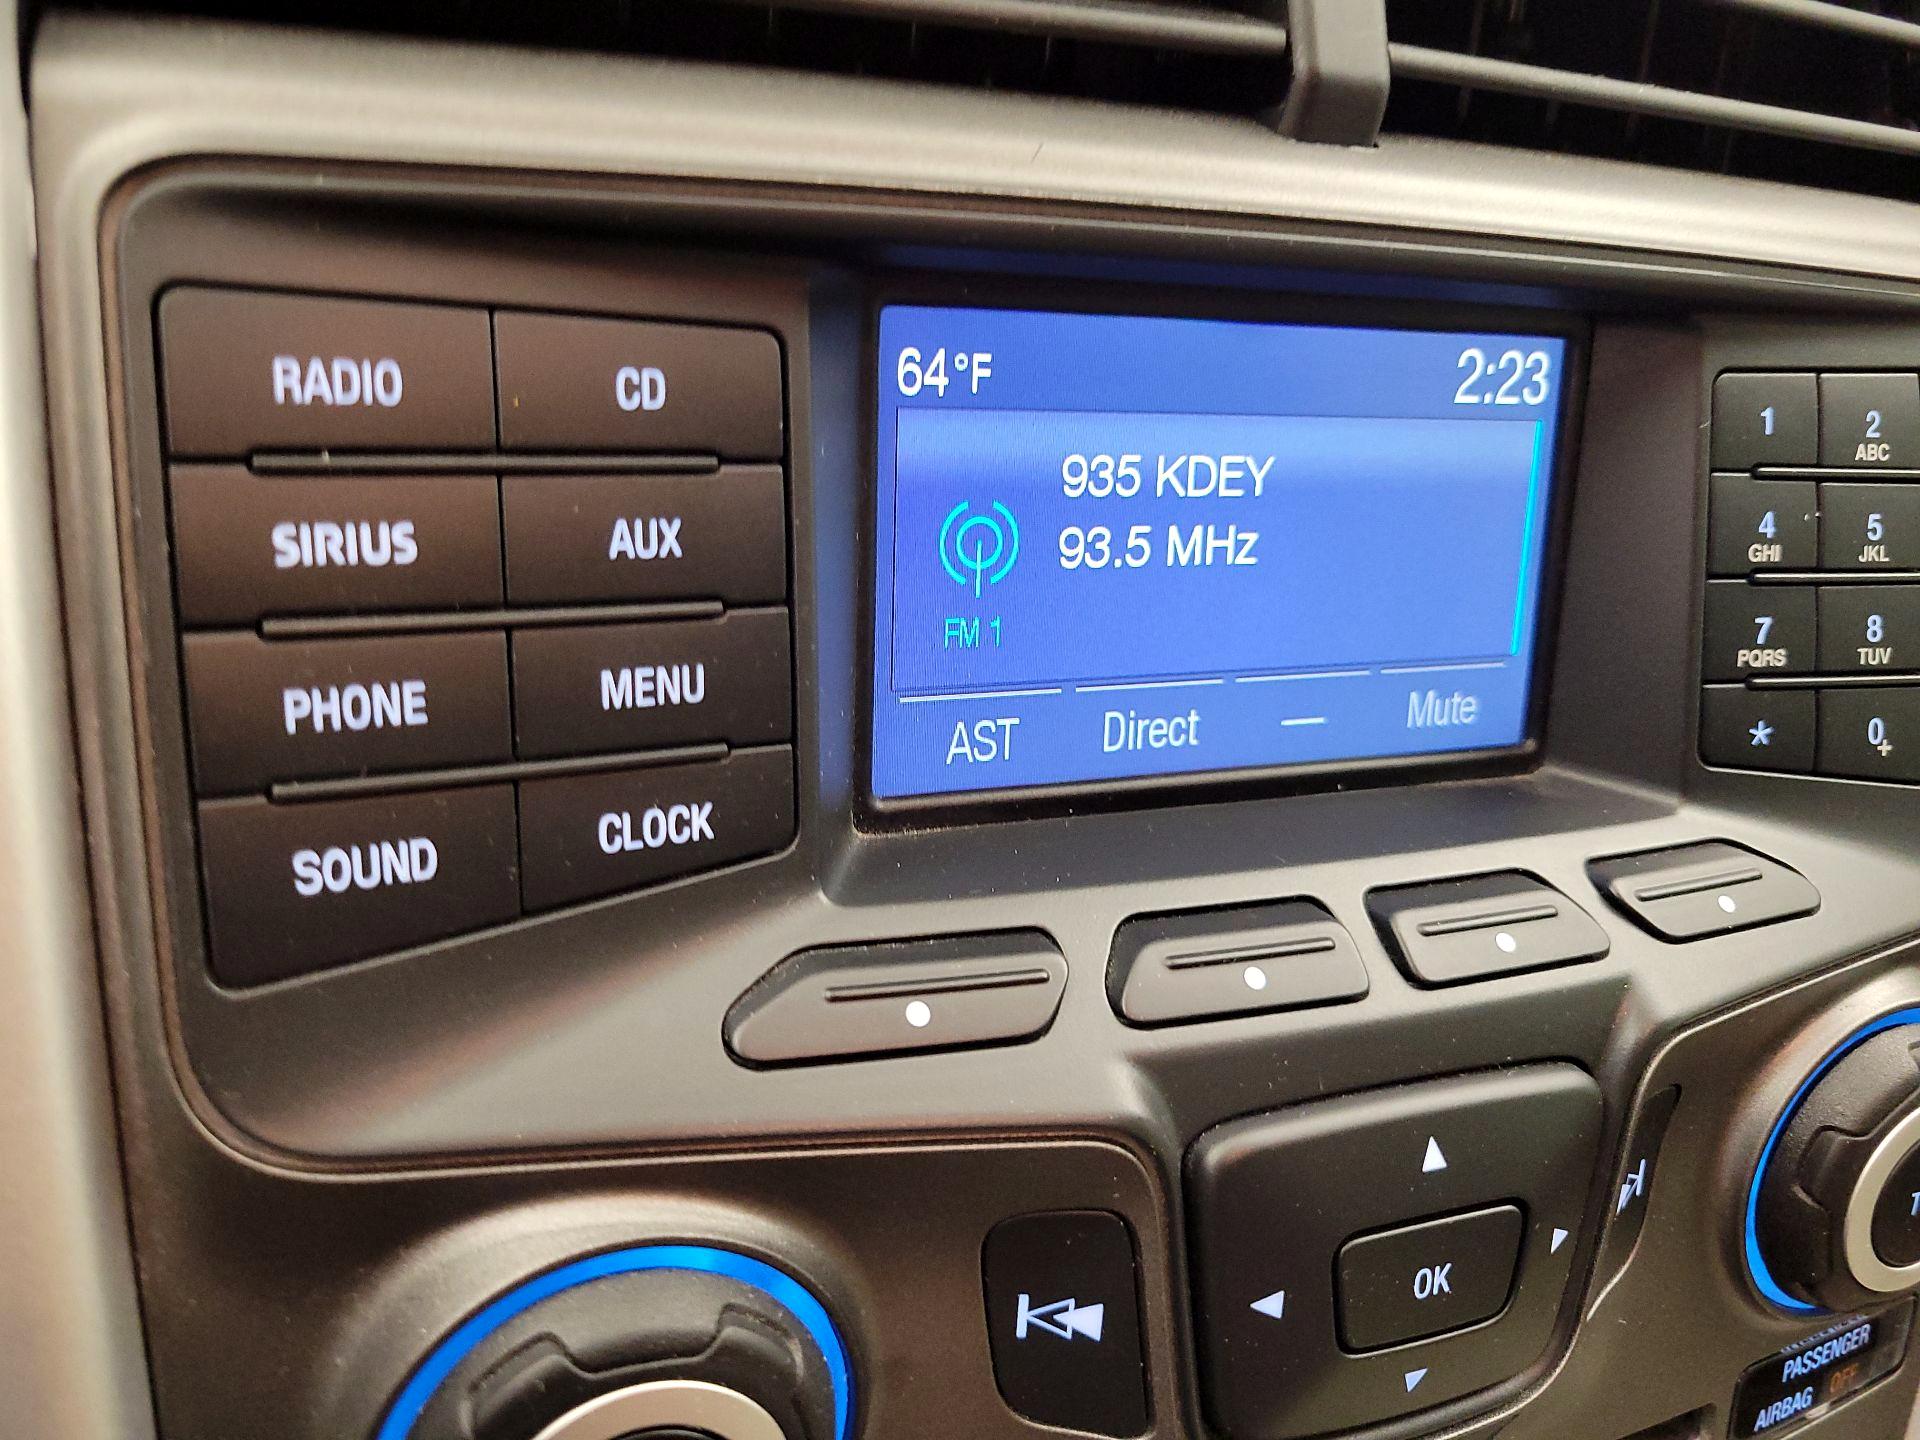 RADIO
CD
SIRIUS
AUX
PHONE
MENU
SOUND
CLOCK
64°F
2:23
935 KDEY
93.5 MHz
FM 1
AST
Direct
—
Mute
1
2
ABC
4
GHI
5
JKL
7
PQRS
8
TUV
*
0
+
OK
PASSENGER
AIRBAG OFF